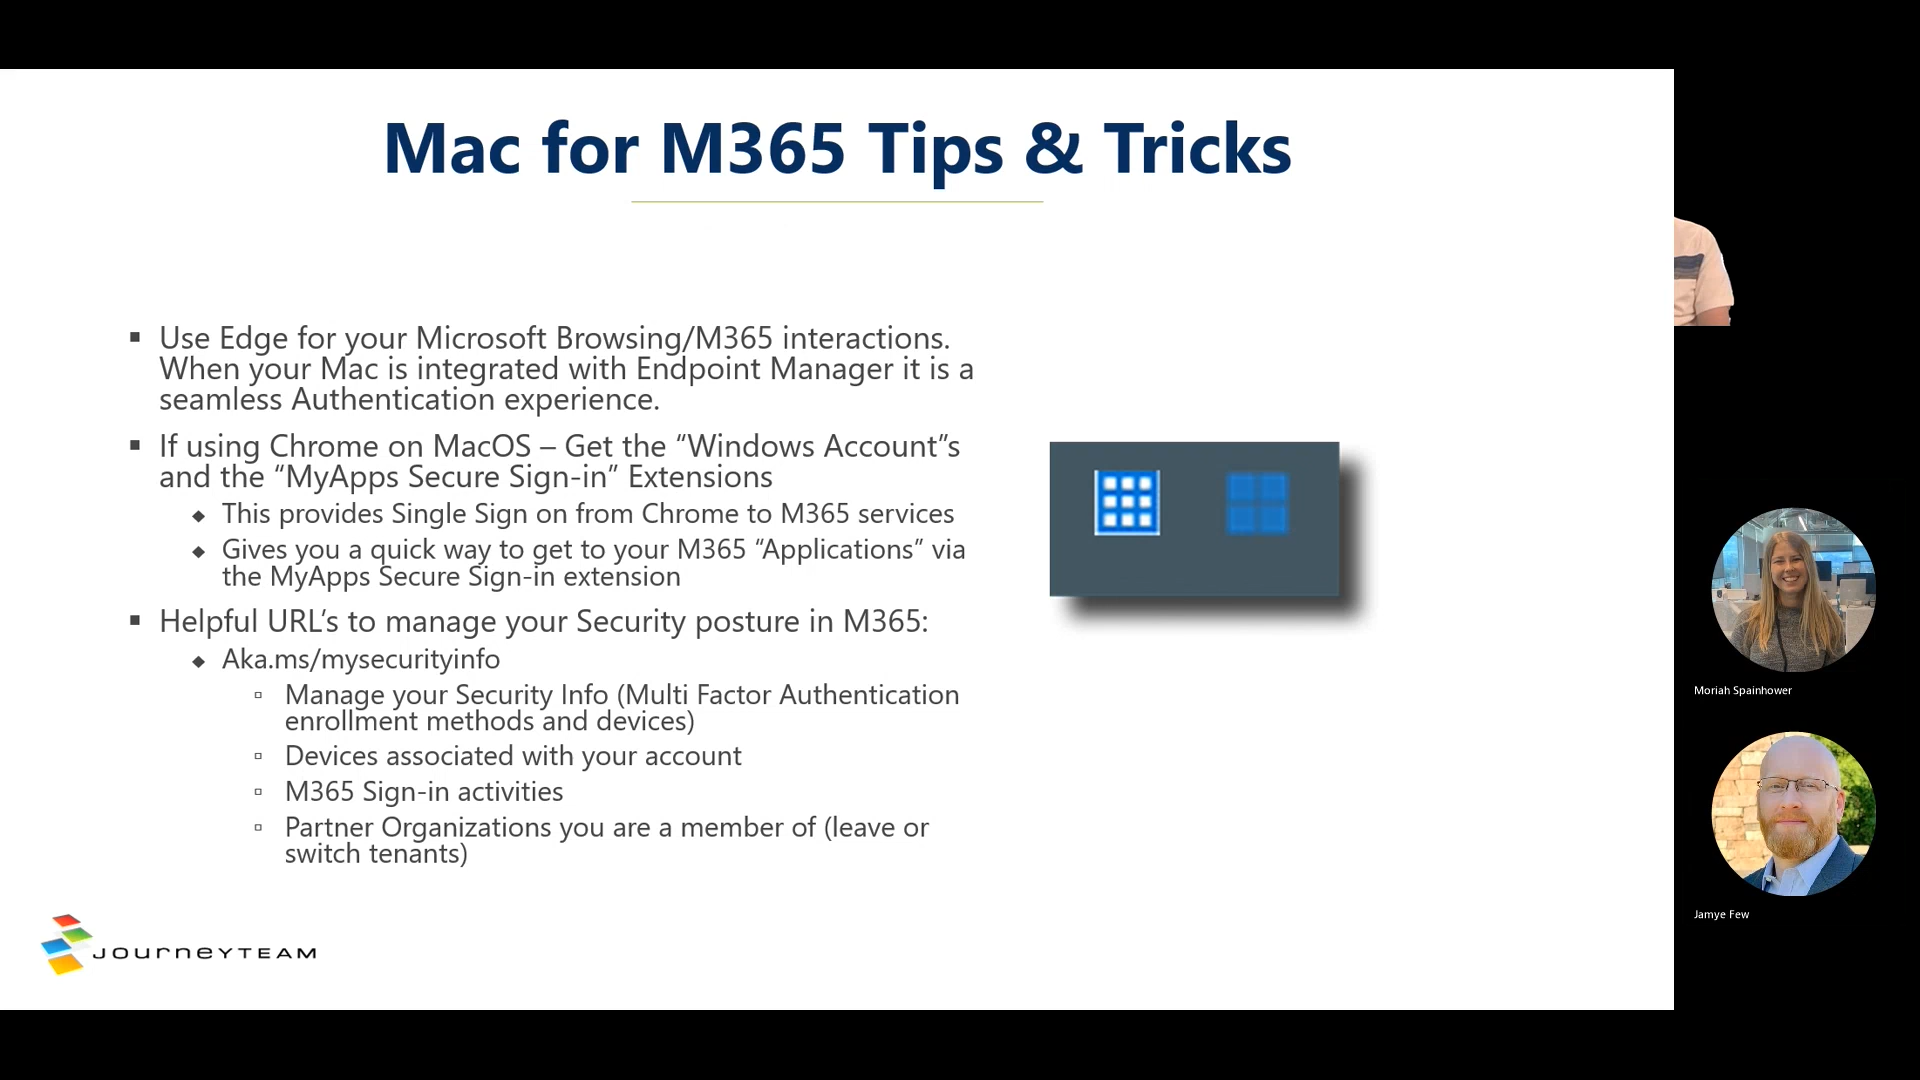 Mac for M365 Tips & Tricks
▪ Use Edge for your Microsoft Browsing/M365 interactions.
When your Mac is integrated with Endpoint Manager it is a
seamless Authentication experience.
▪ If using Chrome on MacOS – Get the “Windows Account”s
and the “MyApps Secure Sign-in” Extensions
◆ This provides Single Sign on from Chrome to M365 services
◆ Gives you a quick way to get to your M365 “Applications” via
the MyApps Secure Sign-in extension
▪ Helpful URL’s to manage your Security posture in M365:
◆ Aka.ms/mysecurityinfo
▫ Manage your Security Info (Multi Factor Authentication
enrollment methods and devices)
▫ Devices associated with your account
▫ M365 Sign-in activities
▫ Partner Organizations you are a member of (leave or
switch tenants)
JOURNEYTEAM
Moriah Spainhower
Jamye Few